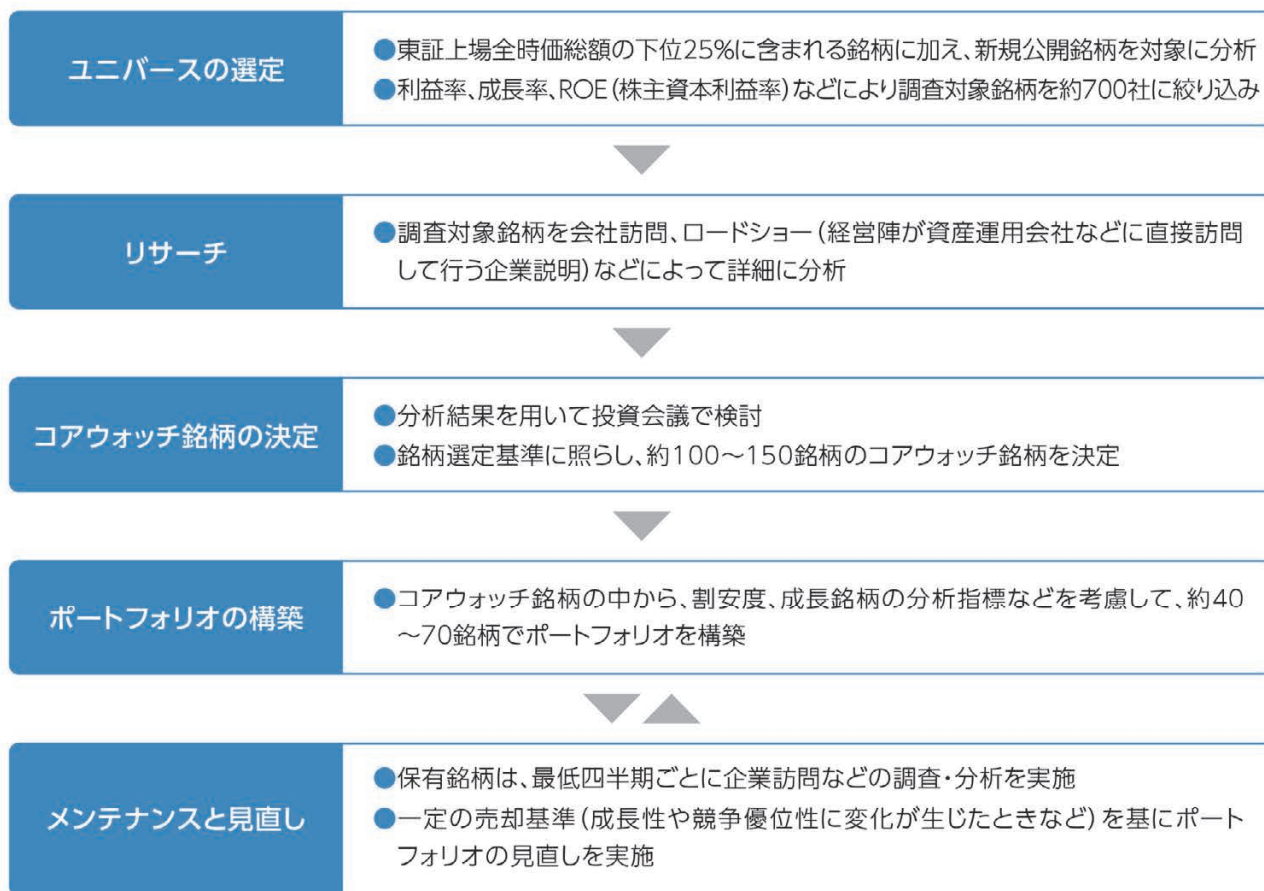 ユニバースの選定
●東証上場全時価総額の下位25%に含まれる銘柄に加え、新規公開銘柄を対象に分析
●利益率、成長率、ROE(株主資本利益率)などにより調査対象銘柄を約700社に絞り込み
リサーチ
●調査対象銘柄を会社訪問、ロードショー(経営陣が資産運用会社などに直接訪問
して行う企業説明)などによって詳細に分析
コアウォッチ銘柄の決定
●分析結果を用いて投資会議で検討
●銘柄選定基準に照らし、約100～150銘柄のコアウォッチ銘柄を決定
ポートフォリオの構築
●コアウォッチ銘柄の中から、割安度、成長銘柄の分析指標などを考慮して、約40
～70銘柄でポートフォリオを構築
メンテナンスと見直し
●保有銘柄は、最低四半期ごとに企業訪問などの調査・分析を実施
●一定の売却基準(成長性や競争優位性に変化が生じたときなど)を基にポート
フォリオの見直しを実施